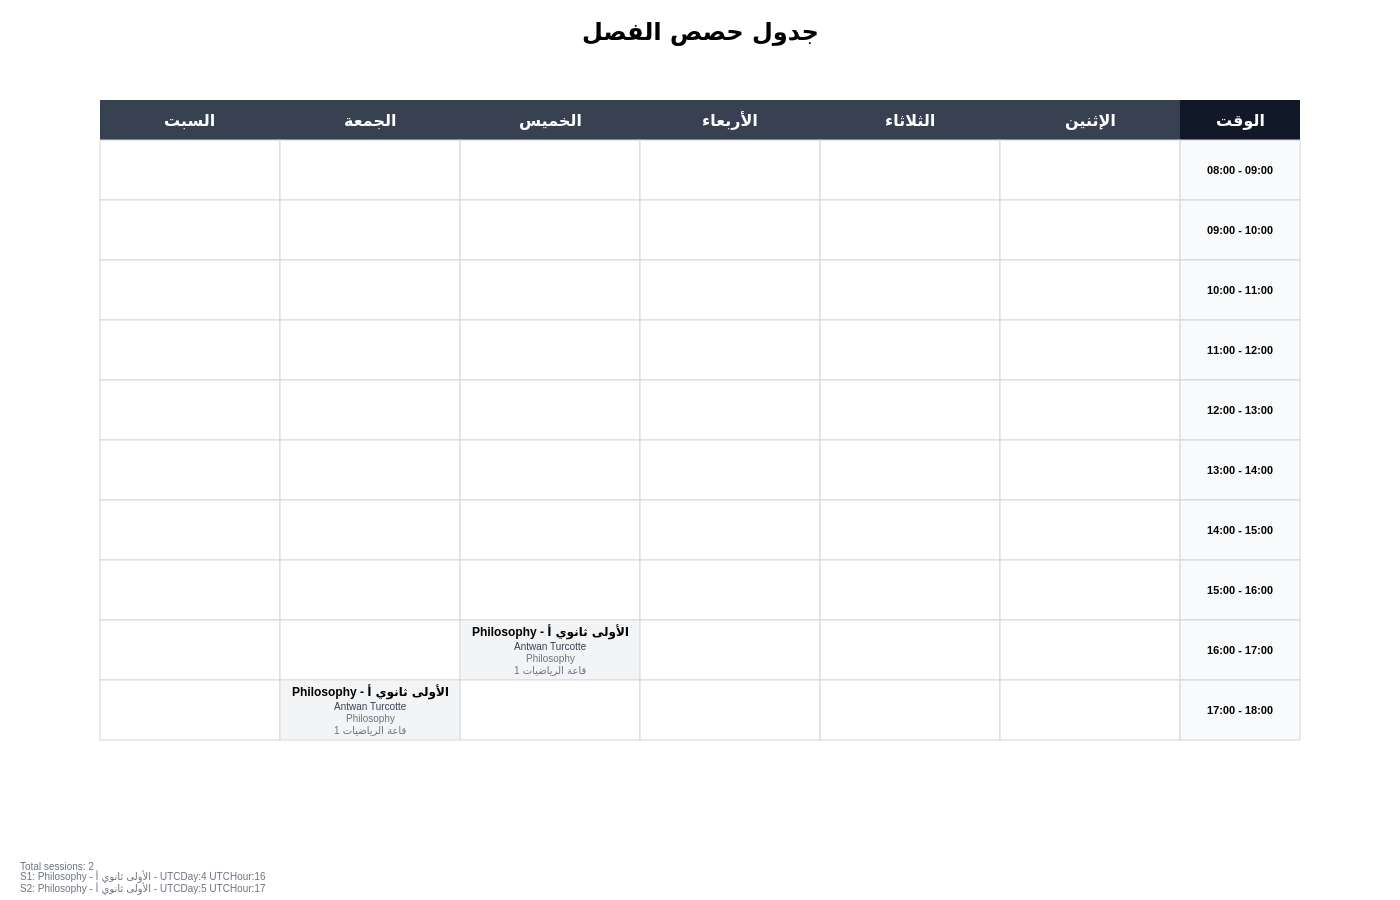 جدول حصص الفصل
الوقت الإثنين الثلاثاء الأربعاء الخميس الجمعة السبت
08:00 - 09:00
09:00 - 10:00
10:00 - 11:00
11:00 - 12:00
12:00 - 13:00
13:00 - 14:00
14:00 - 15:00
15:00 - 16:00
16:00 - 17:00
Philosophy - الأولى ثانوي أ
Antwan Turcotte
Philosophy
قاعة الرياضيات 1
17:00 - 18:00
Philosophy - الأولى ثانوي أ
Antwan Turcotte
Philosophy
قاعة الرياضيات 1
Total sessions: 2
S1: Philosophy - الأولى ثانوي أ - UTCDay:4 UTCHour:16
S2: Philosophy - الأولى ثانوي أ - UTCDay:5 UTCHour:17